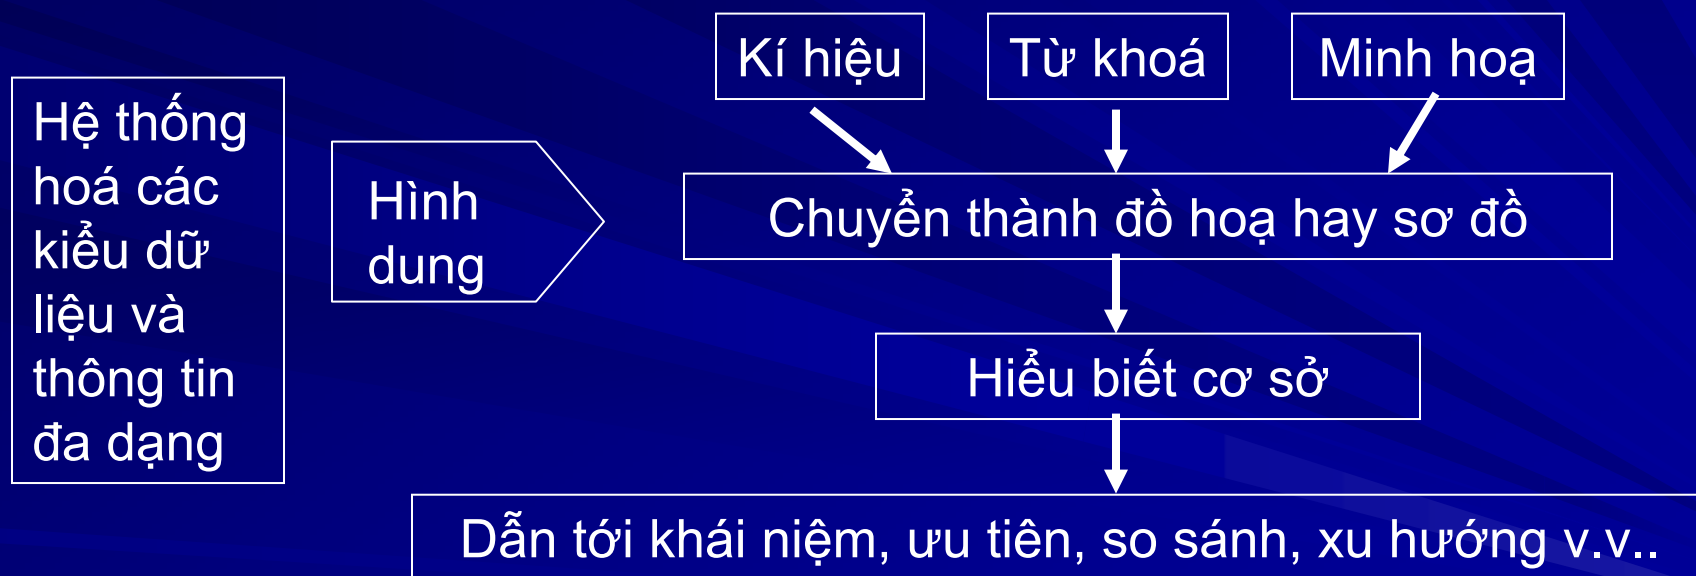 Hệ thống
hoá các
kiểu dữ
liệu và
thông tin
đa dạng
Hình
dung
Kí hiệu
Từ khoá
Minh hoạ
Chuyển thành đồ hoạ hay sơ đồ
Hiểu biết cơ sở
Dẫn tới khái niệm, ưu tiên, so sánh, xu hướng v.v..